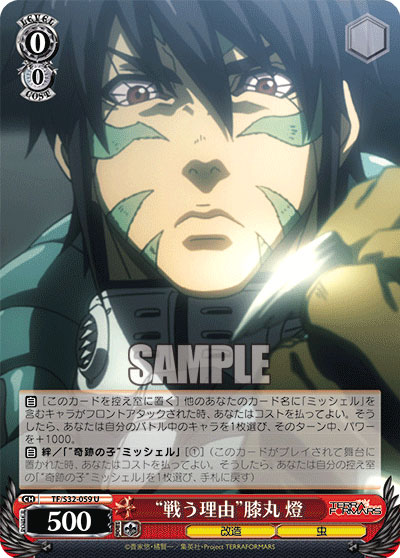 LEVEL
0
0
COST
SAMPLE
自 [このカードを控え室に置く] 他のあなたのカード名に「ミッシェル」を
含むキャラがフロントアタックされた時、あなたはコストを払ってよい。そう
したら、あなたは自分のバトル中のキャラを1枚選び、そのターン中、パワー
を+1000。
自 絆/「“奇跡の子”ミッシェル」 [①] (このカードがプレイされて舞台に
置かれた時、あなたはコストを払ってよい。そうしたら、あなたは自分の控え室
の「“奇跡の子”ミッシェル」を1枚選び、手札に戻す)
CH
TF/S32-059 U
POWER
500
“戦う理由”膝丸 燈
TERRA FORMARS
改造
虫
©貴家悠・橘賢一／集英社・Project TERRAFORMARS